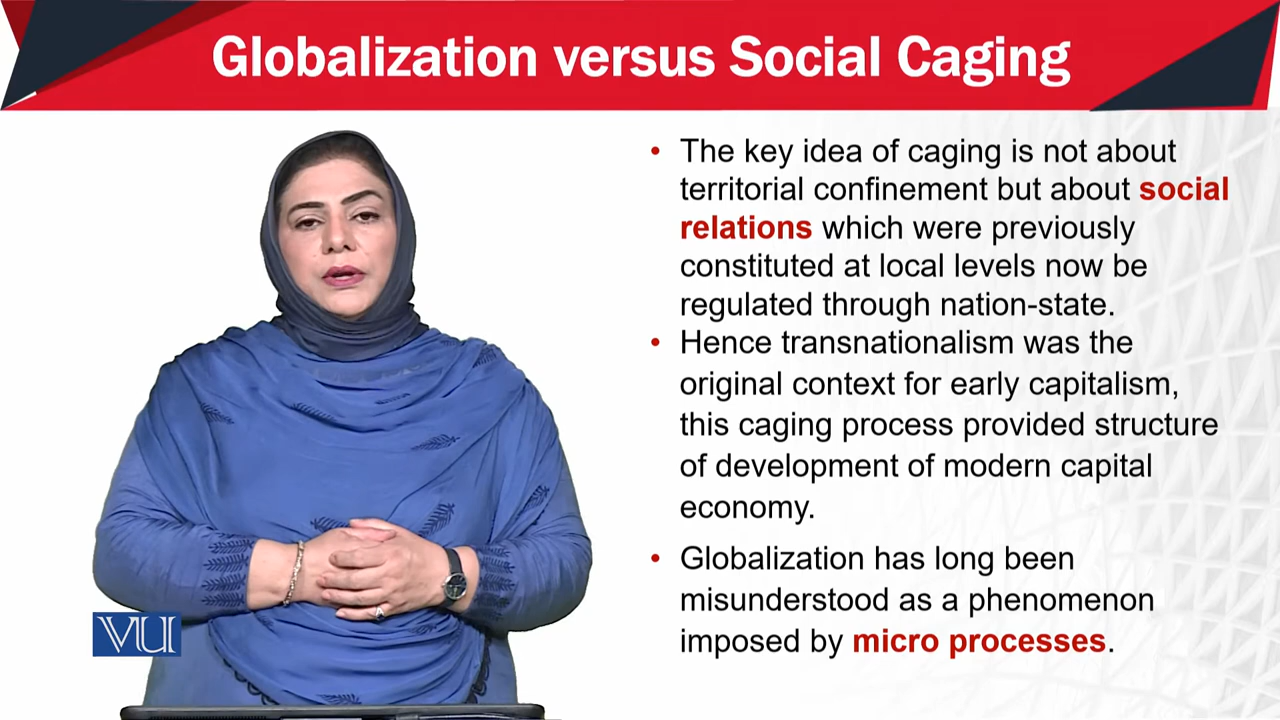 Globalization versus Social Caging
• The key idea of caging is not about
territorial confinement but about social
relations which were previously
constituted at local levels now be
regulated through nation-state.
• Hence transnationalism was the
original context for early capitalism,
this caging process provided structure
of development of modern capital
economy.
• Globalization has long been
misunderstood as a phenomenon
imposed by micro processes.
VU